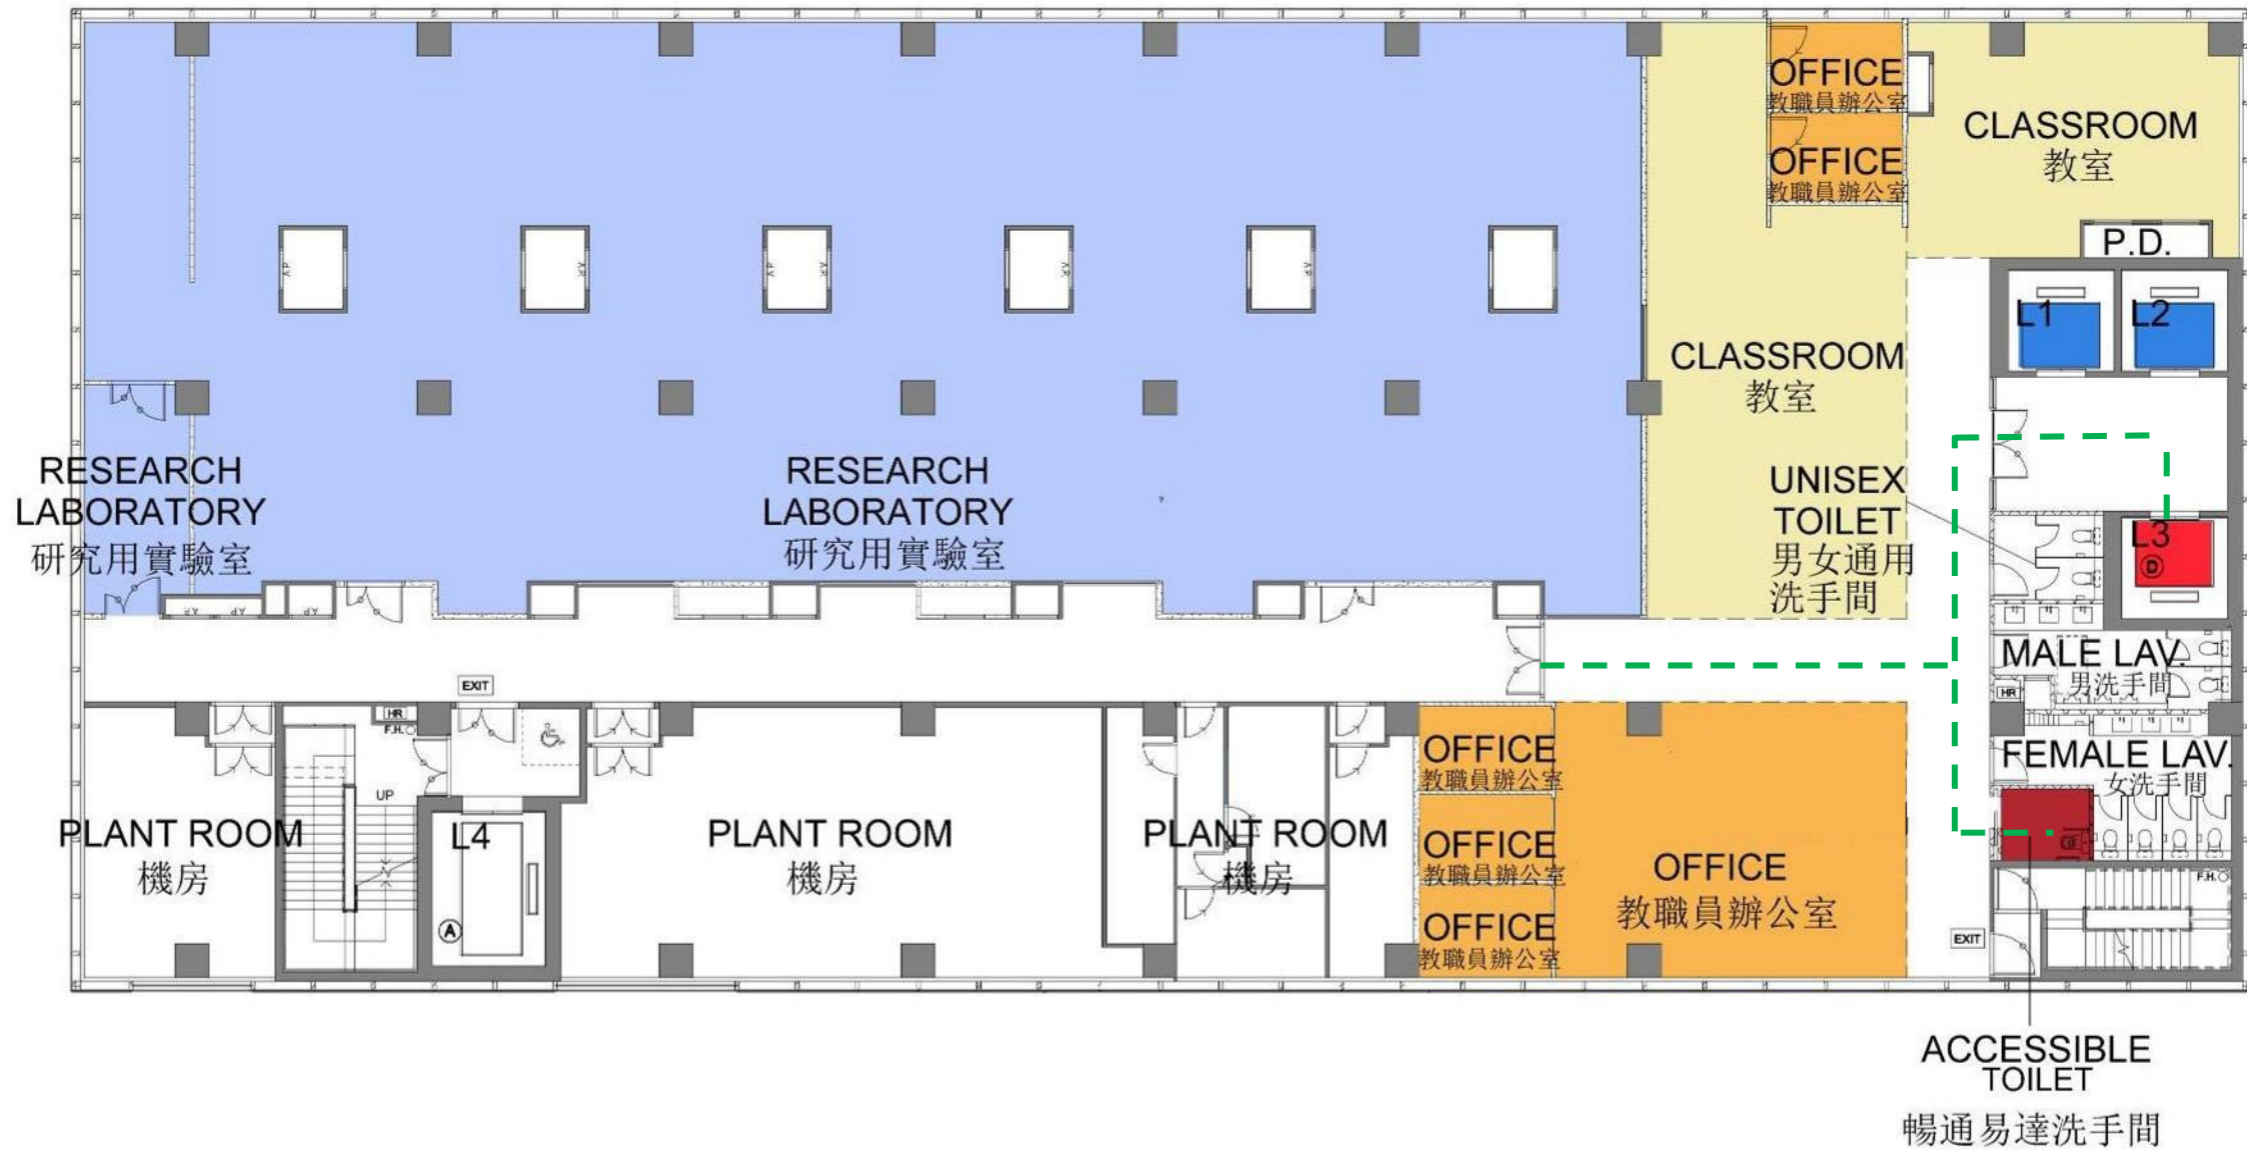 OFFICE
教職員辦公室
OFFICE
教職員辦公室
CLASSROOM
教室
P.D.
L1
L2
CLASSROOM
教室
RESEARCH
LABORATORY
研究用實驗室
RESEARCH
LABORATORY
研究用實驗室
UNISEX
TOILET
男女通用
洗手間
L3
D
MALE LAV.
男洗手間
HR
EXIT
HR
F.H.
UP
FEMALE LAV.
女洗手間
PLANT ROOM
機房
L4
A
PLANT ROOM
機房
PLANT ROOM
機房
OFFICE
教職員辦公室
OFFICE
教職員辦公室
OFFICE
教職員辦公室
OFFICE
教職員辦公室
F.H.
EXIT
ACCESSIBLE
TOILET
暢通易達洗手間